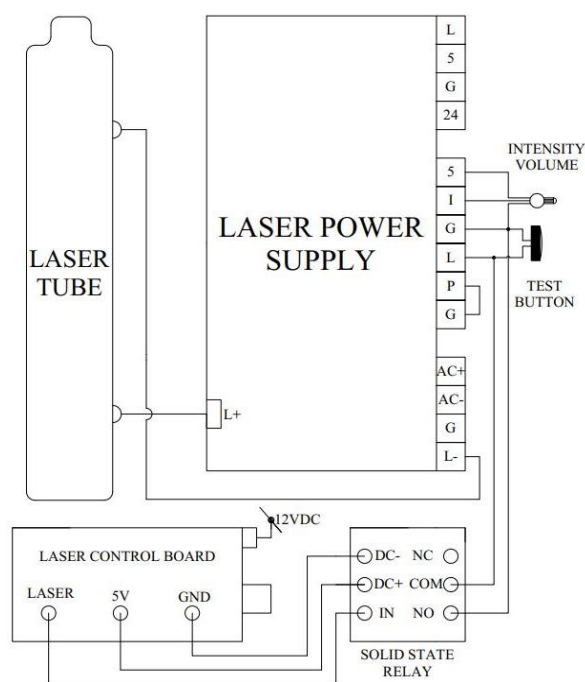 L
5
G
24
INTENSITY
VOLUME
5
I
G
L
P
G
LASER POWER
SUPPLY
LASER
TUBE
TEST
BUTTON
AC+
AC-
G
L-
L+
12VDC
LASER CONTROL BOARD
LASER
5V
GND
DC- NC
DC+ COM
IN NO
SOLID STATE
RELAY